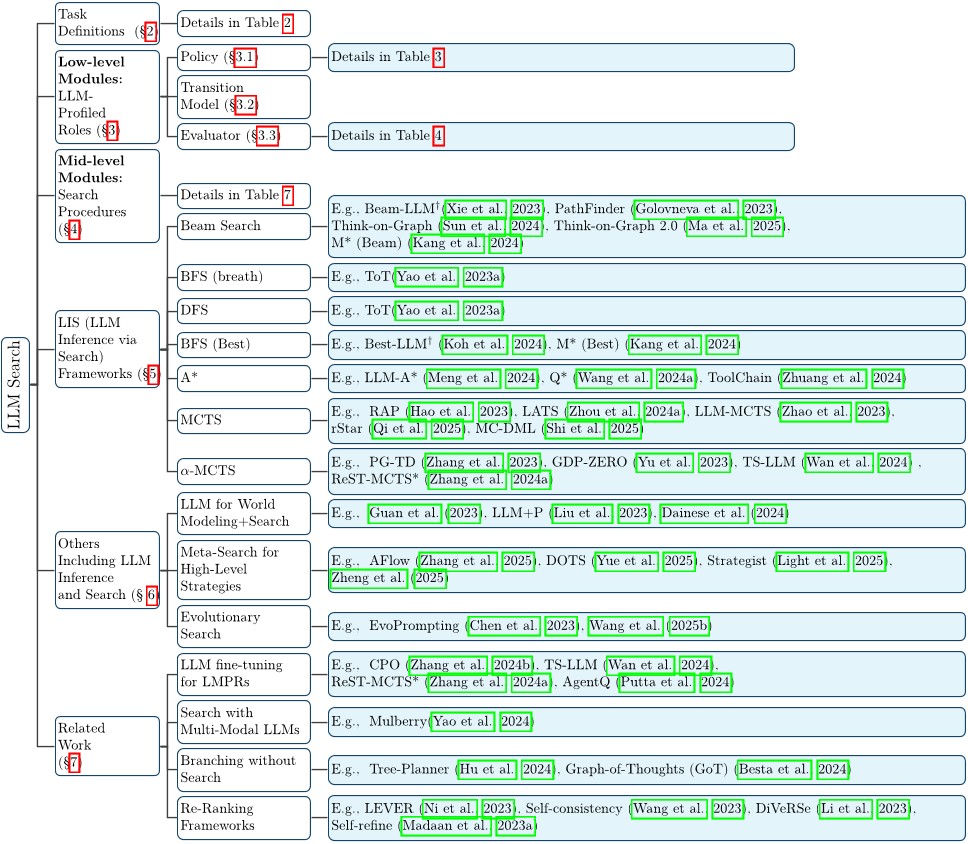 LLM Search
Task
Definitions (§2)
Details in Table 2
Low-level
Modules:
LLM-
Profiled
Roles (§3)
Policy (§3.1)
Details in Table 3
Transition
Model (§3.2)
Evaluator (§3.3)
Details in Table 4
Mid-level
Modules:
Search
Procedures
(§4)
Details in Table 7
LIS (LLM
Inference via
Search)
Frameworks (§5)
Beam Search
E.g., Beam-LLM†(Xie et al. 2023), PathFinder (Golovneva et al. 2023),
Think-on-Graph (Sun et al. 2024), Think-on-Graph 2.0 (Ma et al. 2025),
M* (Beam) (Kang et al. 2024)
BFS (breath)
E.g., ToT(Yao et al. 2023a)
DFS
E.g., ToT(Yao et al. 2023a)
BFS (Best)
E.g., Best-LLM† (Koh et al. 2024), M* (Best) (Kang et al. 2024)
A*
E.g., LLM-A* (Meng et al. 2024), Q* (Wang et al. 2024a), ToolChain (Zhuang et al. 2024)
MCTS
E.g., RAP (Hao et al. 2023), LATS (Zhou et al. 2024a), LLM-MCTS (Zhao et al. 2023),
rStar (Qi et al. 2025), MC-DML (Shi et al. 2025)
α-MCTS
E.g., PG-TD (Zhang et al. 2023), GDP-ZERO (Yu et al. 2023), TS-LLM (Wan et al. 2024) ,
ReST-MCTS* (Zhang et al. 2024a)
Others
Including LLM
Inference
and Search (§ 6)
LLM for World
Modeling+Search
E.g., Guan et al. (2023), LLM+P (Liu et al. 2023), Dainese et al. (2024)
Meta-Search for
High-Level
Strategies
E.g., AFlow (Zhang et al. 2025), DOTS (Yue et al. 2025), Strategist (Light et al. 2025),
Zheng et al. (2025)
Evolutionary
Search
E.g., EvoPrompting (Chen et al. 2023), Wang et al. (2025b)
Related
Work
(§7)
LLM fine-tuning
for LMPRs
E.g., CPO (Zhang et al. 2024b), TS-LLM (Wan et al. 2024),
ReST-MCTS* (Zhang et al. 2024a), AgentQ (Putta et al. 2024)
Search with
Multi-Modal LLMs
E.g., Mulberry(Yao et al. 2024)
Branching without
Search
E.g., Tree-Planner (Hu et al. 2024), Graph-of-Thoughts (GoT) (Besta et al. 2024)
Re-Ranking
Frameworks
E.g., LEVER (Ni et al. 2023), Self-consistency (Wang et al. 2023), DiVeRSe (Li et al. 2023),
Self-refine (Madaan et al. 2023a)